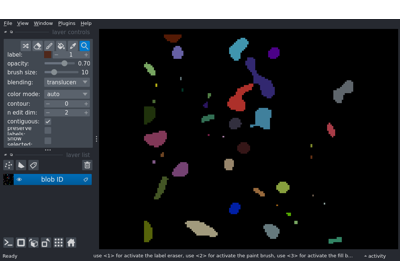 File View Window Plugins Help
layer controls
label: 1
opacity: 0.70
brush size: 10
blending: translucen
color mode: auto
contour: 0
n edit dim: 2
contiguous:
preserve
labels:
show
selected:
layer list
blob ID
Ready
use <1> for activate the label eraser, use <2> for activate the paint brush, use <3> for activate the fill b...
activity